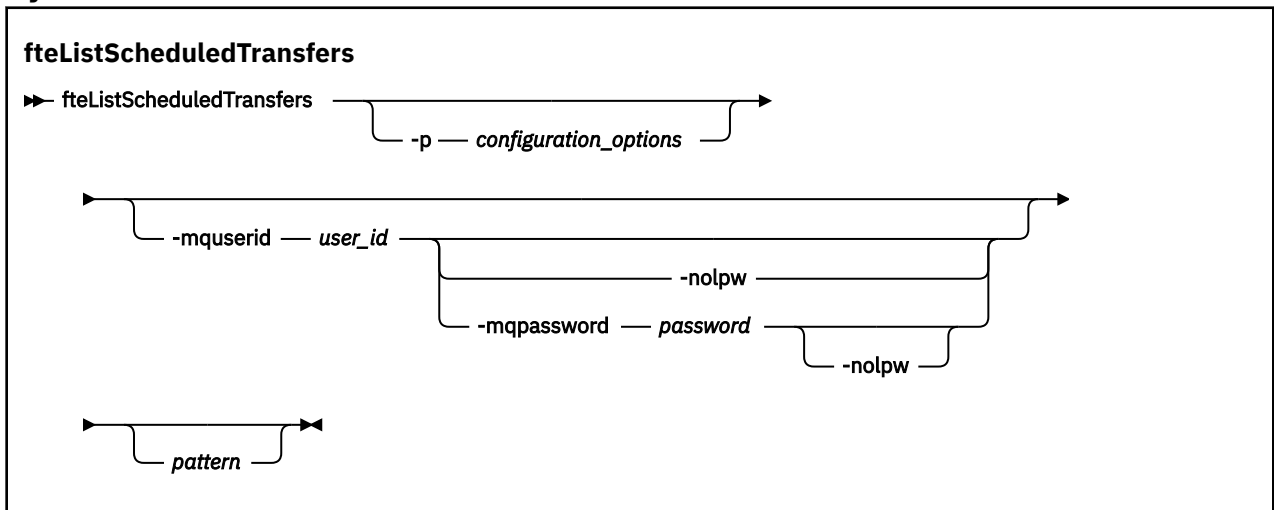 fteListScheduledTransfers
fteListScheduledTransfers
-p configuration_options
-mquserid user_id
-nolpw
-mqpassword password
-nolpw
pattern